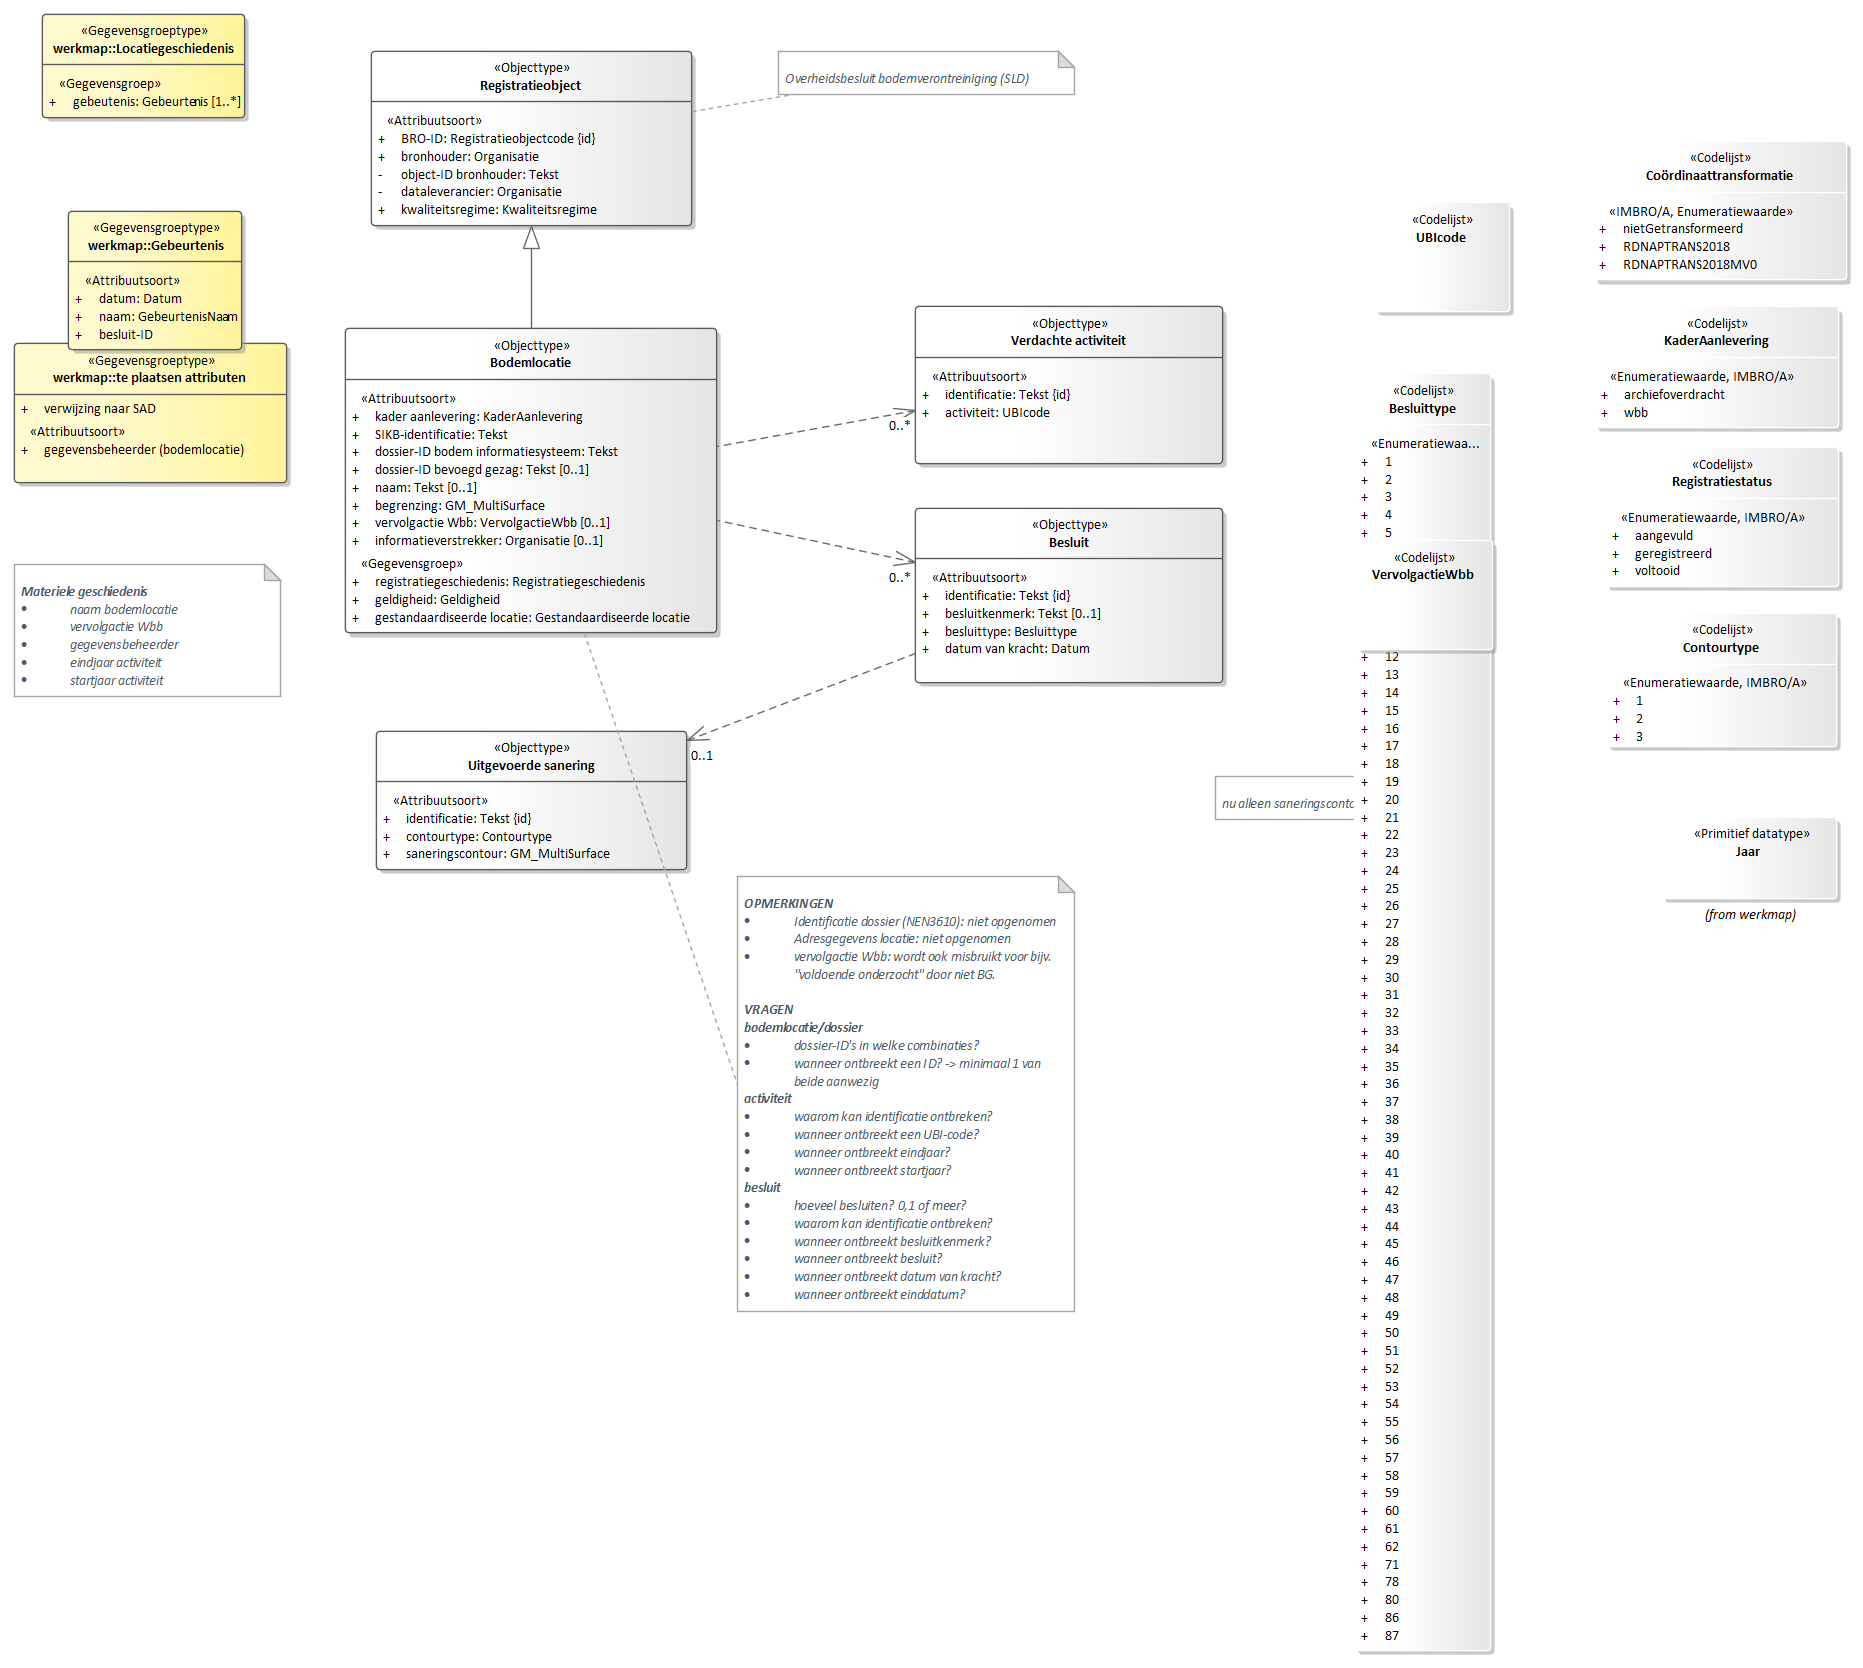 «Gegevensgroeptype»
werkmap::Locatiegeschiedenis
«Gegevensgroep»
+ gebeutenis: Gebeurtenis [1..*]
«Gegevensgroeptype»
werkmap::Gebeurtenis
«Attribuutsoort»
+ datum: Datum
+ naam: GebeurtenisNaam
+ besluit-ID
«Gegevensgroeptype»
werkmap::te plaatsen attributen
+ verwijzing naar SAD
«Attribuutsoort»
+ gegevensbeheerder (bodemlocatie)
Materiele geschiedenis
• naam bodemlocatie
• vervolgactie Wbb
• gegevensbeheerder
• eindjaar activiteit
• startjaar activiteit
«Objecttype»
Registratieobject
«Attribuutsoort»
+ BRO-ID: Registratieobjectcode {id}
+ bronhouder: Organisatie
- object-ID bronhouder: Tekst
- dataleverancier: Organisatie
+ kwaliteitsregime: Kwaliteitsregime
Overheidsbesluit bodemverontreiniging (SLD)
«Objecttype»
Bodemlocatie
«Attribuutsoort»
+ kader aanlevering: KaderAanlevering
+ SIKB-identificatie: Tekst
+ dossier-ID bodem informatiesysteem: Tekst
+ dossier-ID bevoegd gezag: Tekst [0..1]
+ naam: Tekst [0..1]
+ begrenzing: GM_MultiSurface
+ vervolgactie Wbb: VervolgactieWbb [0..1]
+ informatieverstrekker: Organisatie [0..1]
«Gegevensgroep»
+ registratiegeschiedenis: Registratiegeschiedenis
+ geldigheid: Geldigheid
+ gestandaardiseerde locatie: Gestandaardiseerde locatie
«Objecttype»
Verdachte activiteit
«Attribuutsoort»
+ identificatie: Tekst {id}
+ activiteit: UBIcode
0..*
«Objecttype»
Besluit
«Attribuutsoort»
+ identificatie: Tekst {id}
+ besluitkenmerk: Tekst [0..1]
+ besluittype: Besluittype
+ datum van kracht: Datum
0..*
«Objecttype»
Uitgevoerde sanering
«Attribuutsoort»
+ identificatie: Tekst {id}
+ contourtype: Contourtype
+ saneringscontour: GM_MultiSurface
0..1
OPMERKINGEN
• Identificatie dossier (NEN3610): niet opgenomen
• Adresgegevens locatie: niet opgenomen
• vervolgactie Wbb: wordt ook misbruikt voor bijv.
"voldoende onderzocht" door niet BG.
VRAGEN
bodemlocatie/dossier
• dossier-ID's in welke combinaties?
• wanneer ontbreekt een ID? -> minimaal 1 van
beide aanwezig
activiteit
• waarom kan identificatie ontbreken?
• wanneer ontbreekt een UBI-code?
• wanneer ontbreekt eindjaar?
• wanneer ontbreekt startjaar?
besluit
• hoeveel besluiten? 0,1 of meer?
• waarom kan identificatie ontbreken?
• wanneer ontbreekt besluitkenmerk?
• wanneer ontbreekt besluit?
• wanneer ontbreekt datum van kracht?
• wanneer ontbreekt einddatum?
nu alleen saneringsconto
«Codelijst»
UBIcode
«Codelijst»
Besluittype
«Enumeratiewaa...
+ 1
+ 2
+ 3
+ 4
+ 5
«Codelijst»
VervolgactieWbb
+ 12
+ 13
+ 14
+ 15
+ 16
+ 17
+ 18
+ 19
+ 20
+ 21
+ 22
+ 23
+ 24
+ 25
+ 26
+ 27
+ 28
+ 29
+ 30
+ 31
+ 32
+ 33
+ 34
+ 35
+ 36
+ 37
+ 38
+ 39
+ 40
+ 41
+ 42
+ 43
+ 44
+ 45
+ 46
+ 47
+ 48
+ 49
+ 50
+ 51
+ 52
+ 53
+ 54
+ 55
+ 56
+ 57
+ 58
+ 59
+ 60
+ 61
+ 62
+ 71
+ 78
+ 80
+ 86
+ 87
«Codelijst»
Coördinaattransformatie
«IMBRO/A, Enumeratiewaarde»
+ nietGetransformeerd
+ RDNAPTRANS2018
+ RDNAPTRANS2018MV0
«Codelijst»
KaderAanlevering
«Enumeratiewaarde, IMBRO/A»
+ archiefoverdracht
+ wbb
«Codelijst»
Registratiestatus
«Enumeratiewaarde, IMBRO/A»
+ aangevuld
+ geregistreerd
+ voltooid
«Codelijst»
Contourtype
«Enumeratiewaarde, IMBRO/A»
+ 1
+ 2
+ 3
«Primitief datatype»
Jaar
(from werkmap)